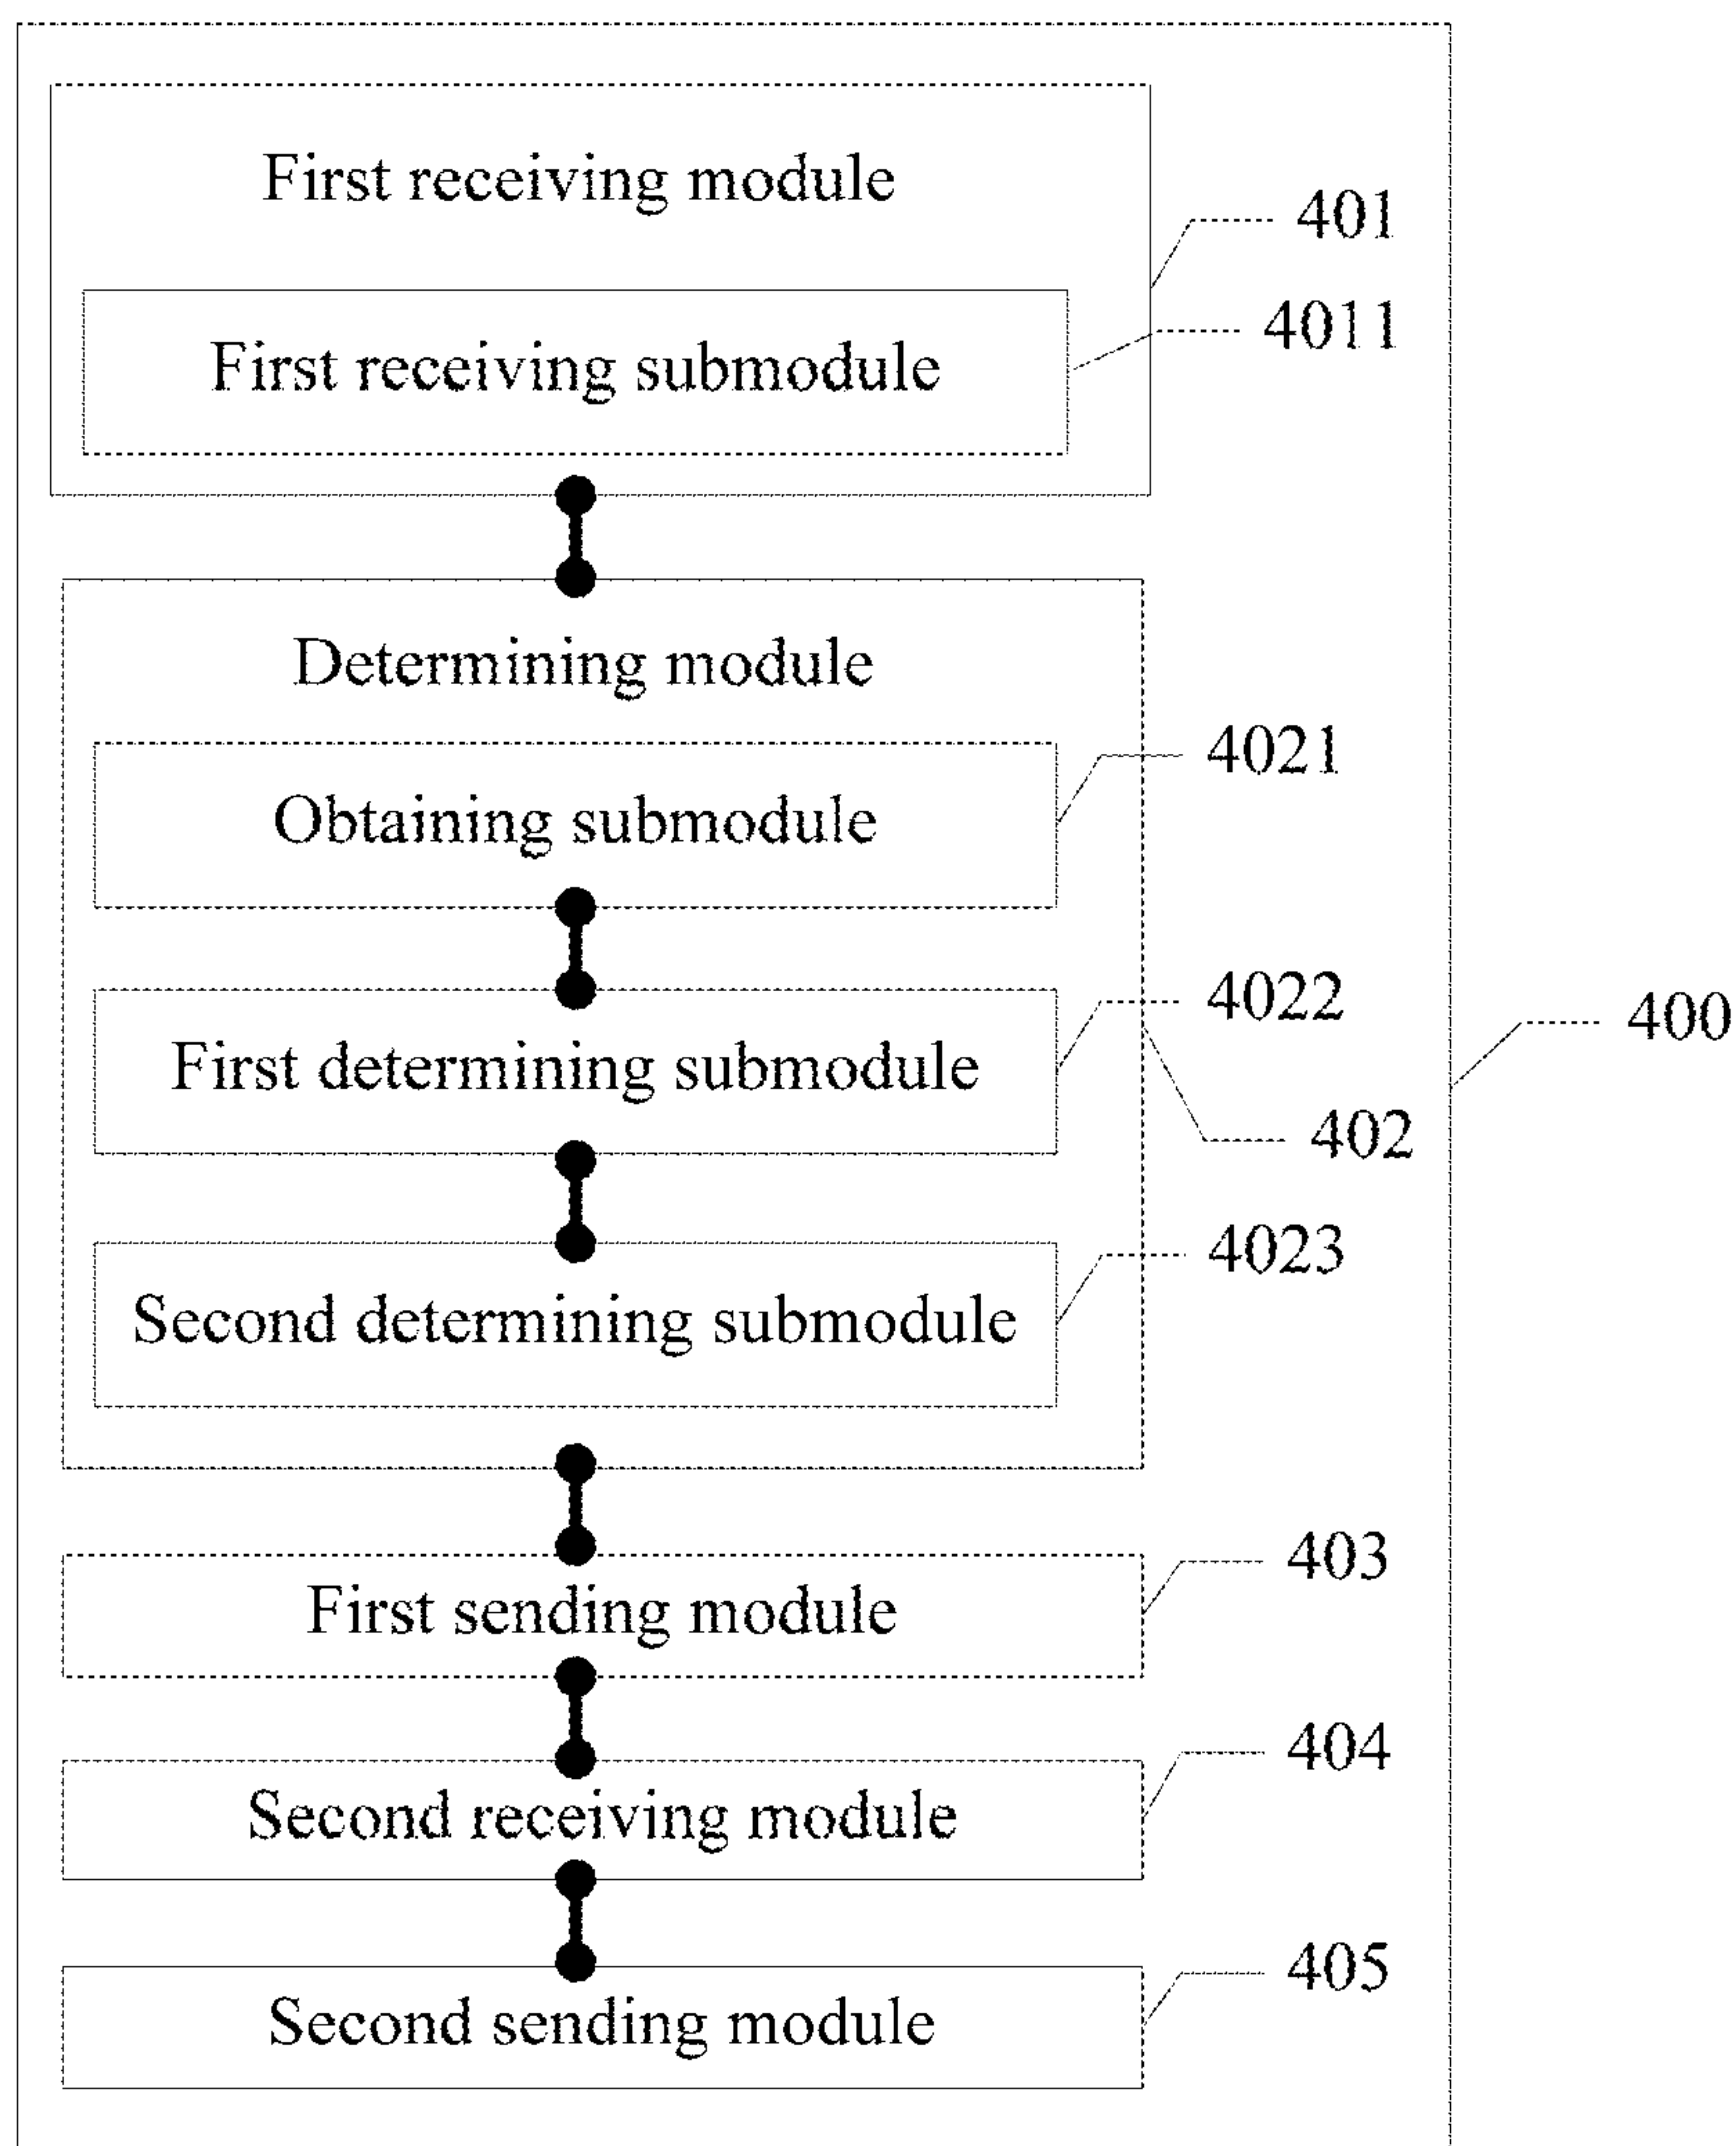 First receiving module
401
4011
First receiving submodule
Determining module
4021
Obtaining submodule
4022
400
First determining submodule
402
4023
Second determining submodule
403
First sending module
404
Second receiving module
405
Second sending module